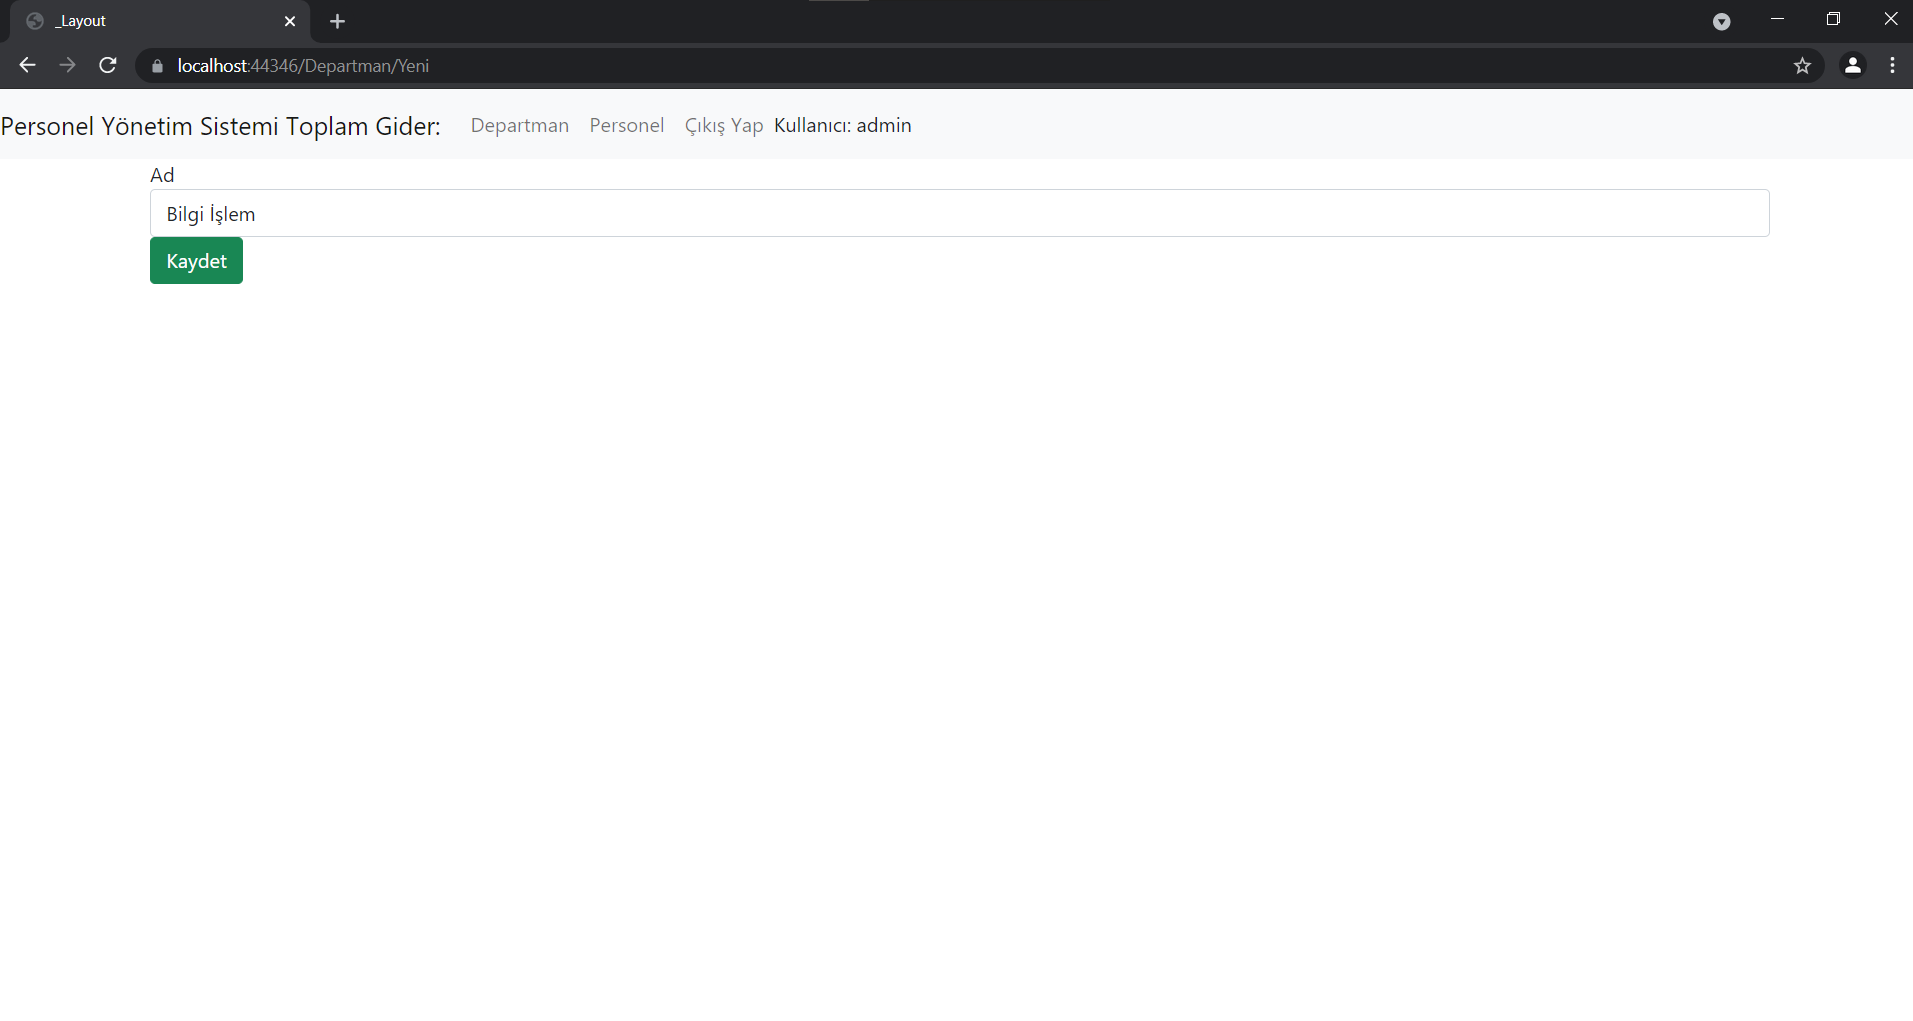 _Layout
localhost:44346/Departman/Yeni
Personel Yönetim Sistemi Toplam Gider: Departman Personel Çıkış Yap Kullanıcı: admin
Ad
Bilgi İşlem
Kaydet